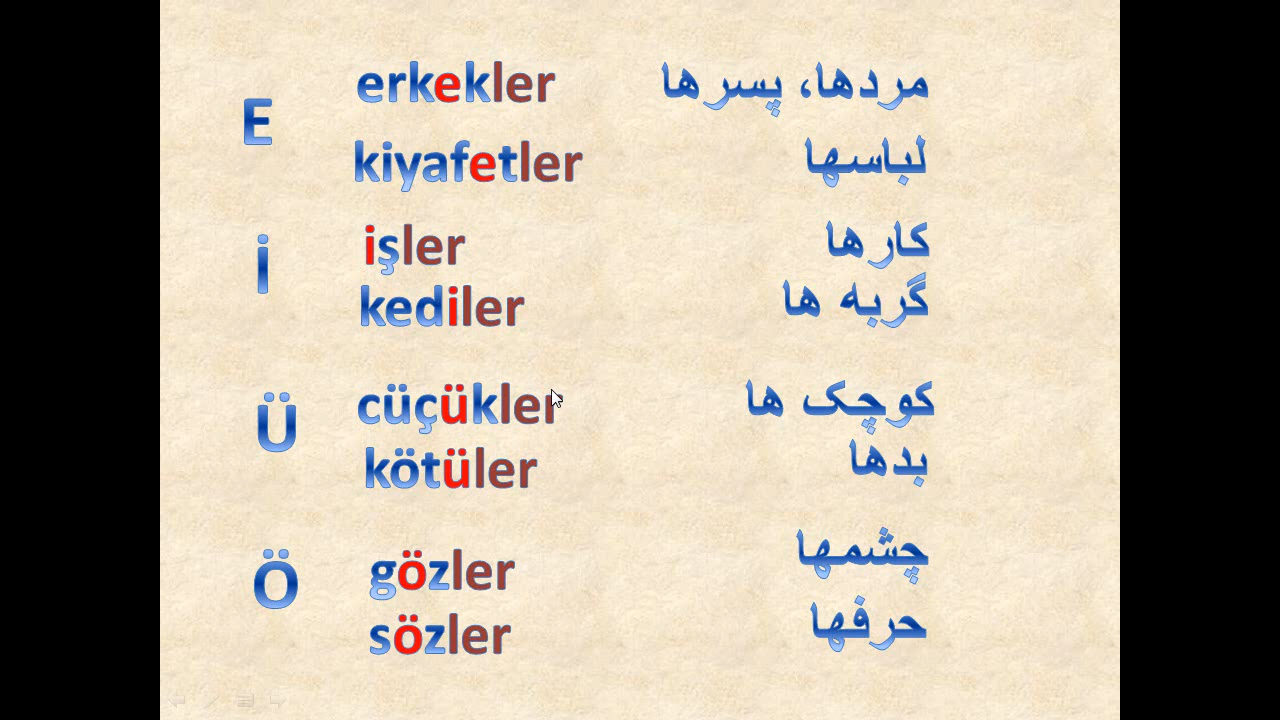 E
erkekler مردها، پسرها
kiyafetler لباسها
i
işler کارها
kediler گربه ها
Ü
cüçükler کوچک ها
kötüler بدها
Ö
gözler چشمها
sözler حرفها